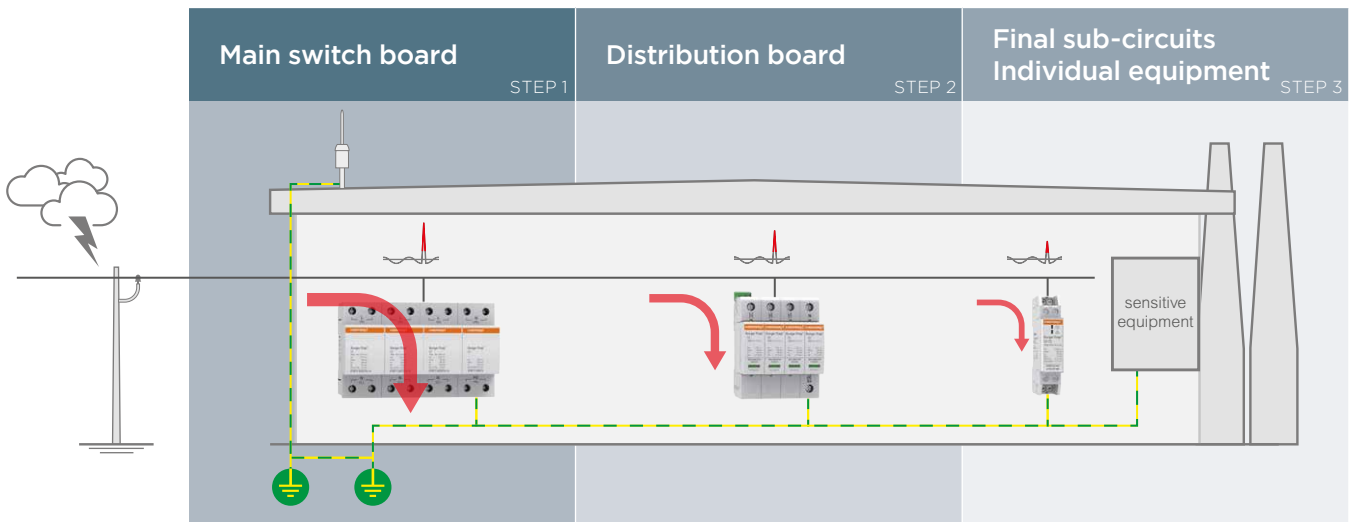 Main switch board
STEP 1
Distribution board
STEP 2
Final sub-circuits
Individual equipment
STEP 3
sensitive
equipment